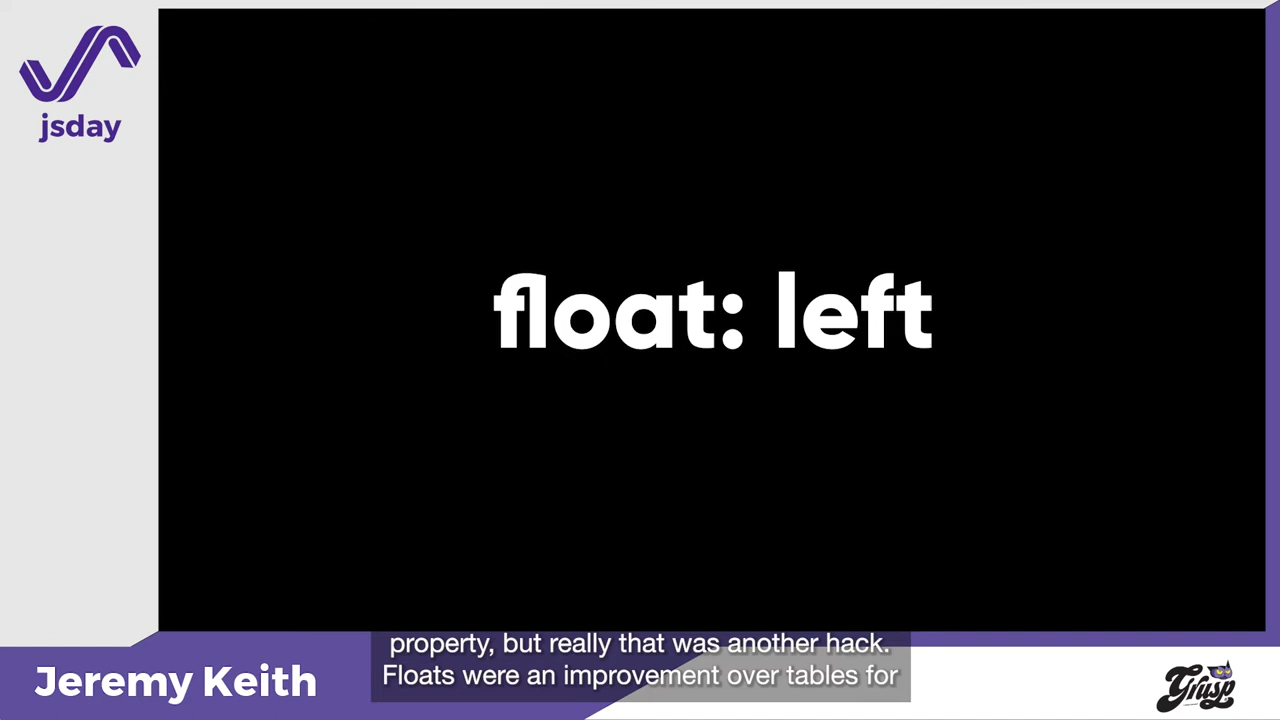 jsday
float: left
property, but really that was another hack.
Floats were an improvement over tables for
Jeremy Keith
Grusp